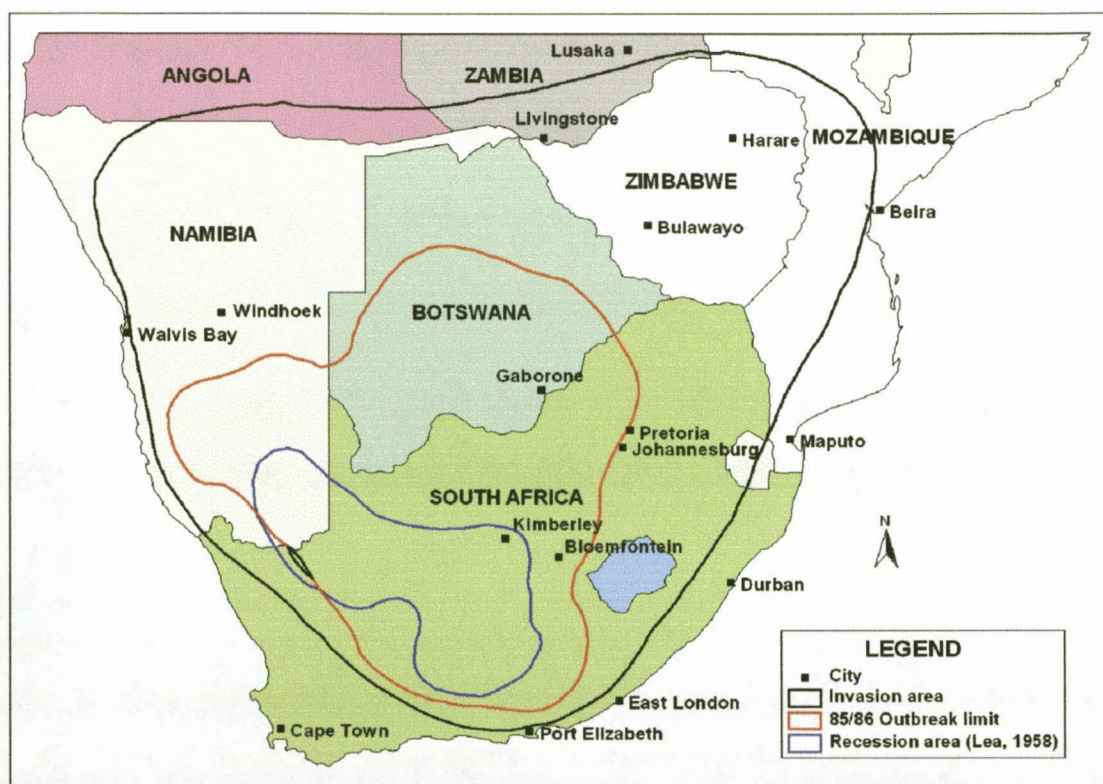 Lusaka
ANGOLA
ZAMBIA
Livingstone
Harare
MOZAMBIQUE
ZIMBABWE
Beira
Bulawayo
NAMIBIA
Windhoek
BOTSWANA
Walvis Bay
Gaborone
Pretoria
Maputo
Johannesburg
SOUTH AFRICA
Kimberley
N
Bloemfontein
Durban
LEGEND
City
Invasion area
85/86 Outbreak limit
Recession area (Lea, 1958)
East London
Cape Town
Port Elizabeth